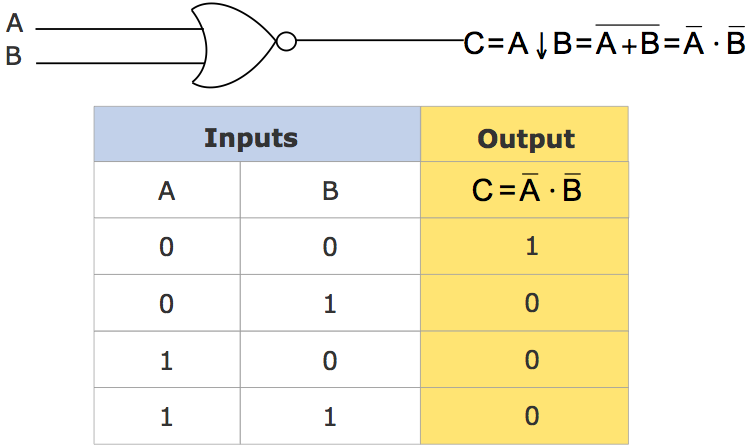 A
B
C=A↓B=A̅+̅B̅=A̅·B̅
Inputs Output
A B C=A̅·B̅
0 0 1
0 1 0
1 0 0
1 1 0